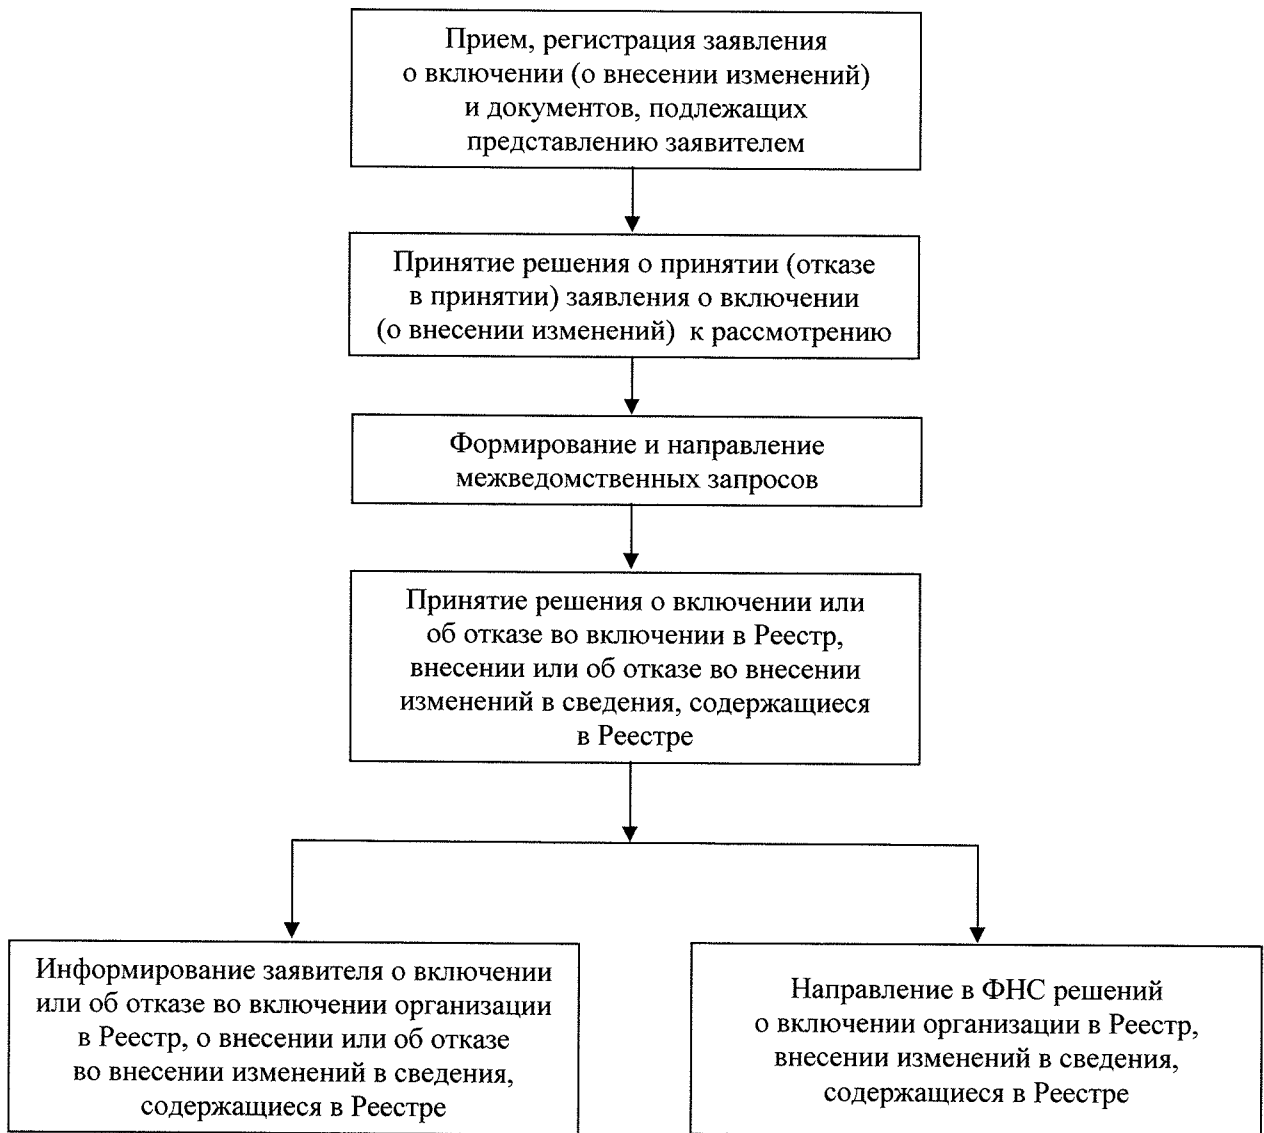 Прием, регистрация заявления
о включении (о внесении изменений)
и документов, подлежащих
представлению заявителем
Принятие решения о принятии (отказе
в принятии) заявления о включении
(о внесении изменений) к рассмотрению
Формирование и направление
межведомственных запросов
Принятие решения о включении или
об отказе во включении в Реестр,
внесении или об отказе во внесении
изменений в сведения, содержащиеся
в Реестре
Информирование заявителя о включении
или об отказе во включении организации
в Реестр, о внесении или об отказе
во внесении изменений в сведения,
содержащиеся в Реестре
Направление в ФНС решений
о включении организации в Реестр,
внесении изменений в сведения,
содержащиеся в Реестре